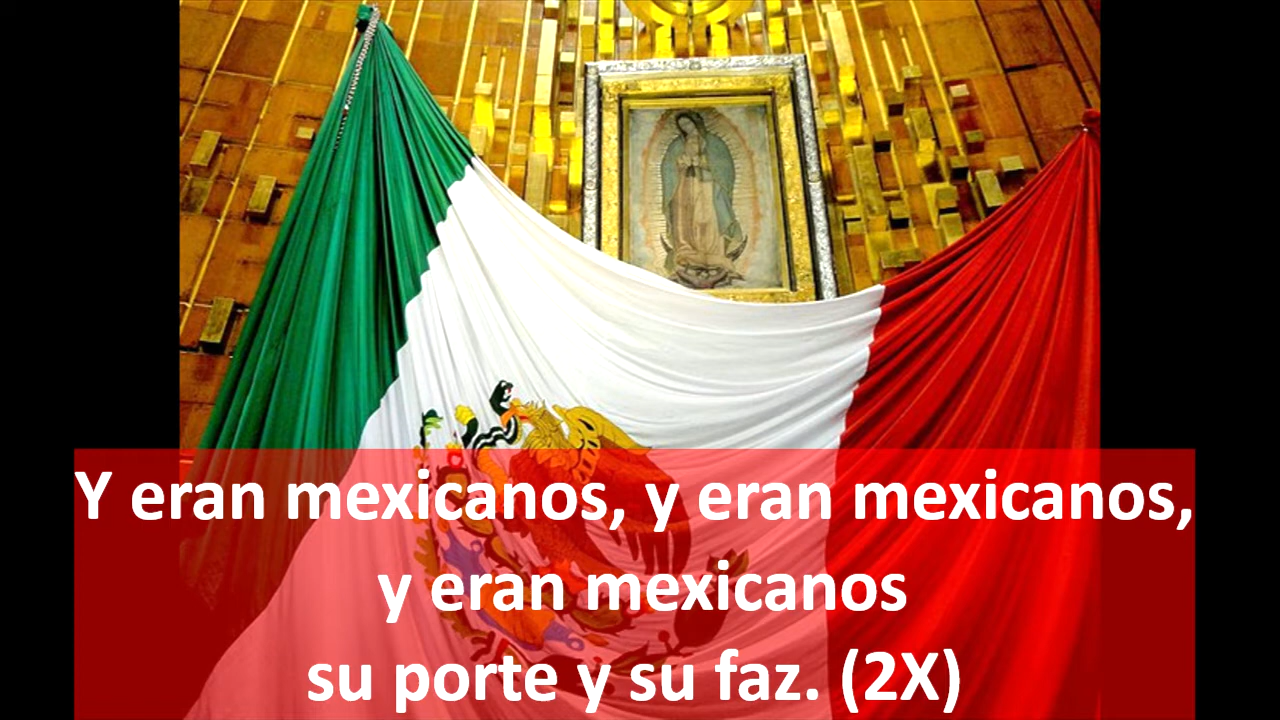 Y eran mexicanos, y eran mexicanos,
y eran mexicanos
su porte y su faz. (2X)